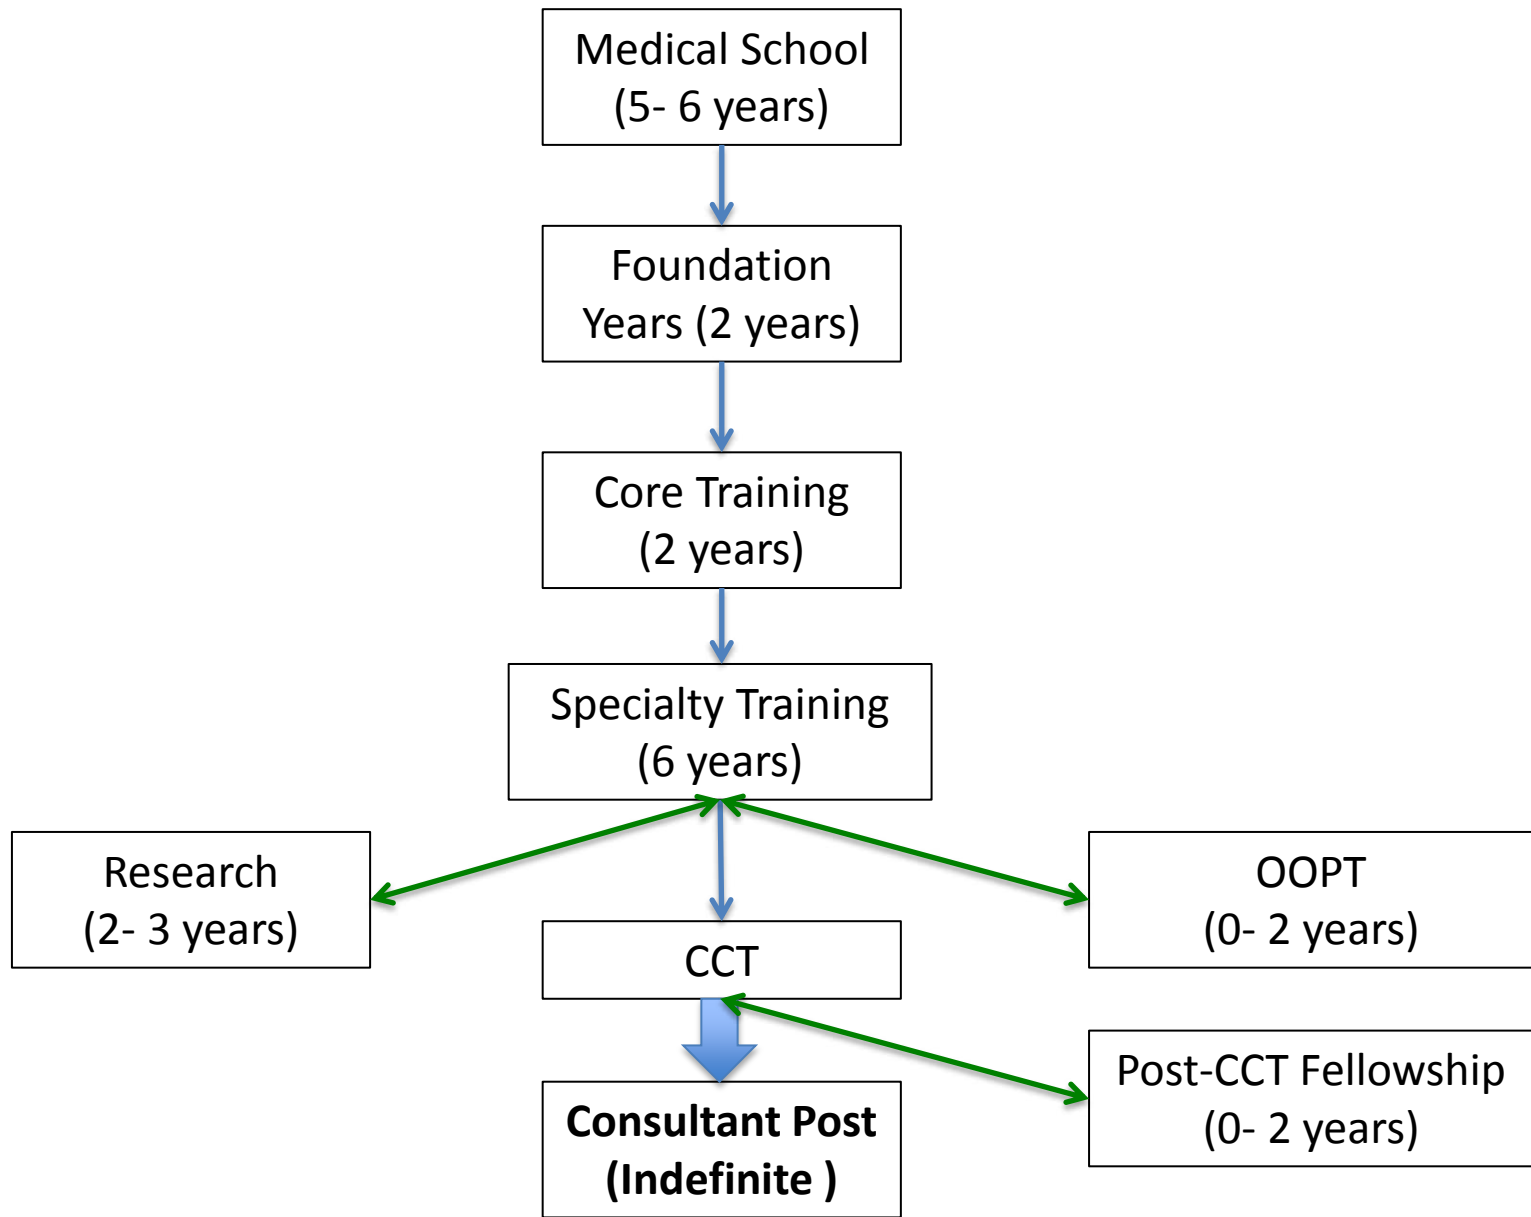 Medical School
(5- 6 years)
Foundation
Years (2 years)
Core Training
(2 years)
Specialty Training
(6 years)
Research
(2- 3 years)
OOPT
(0- 2 years)
CCT
Post-CCT Fellowship
(0- 2 years)
Consultant Post
(Indefinite )